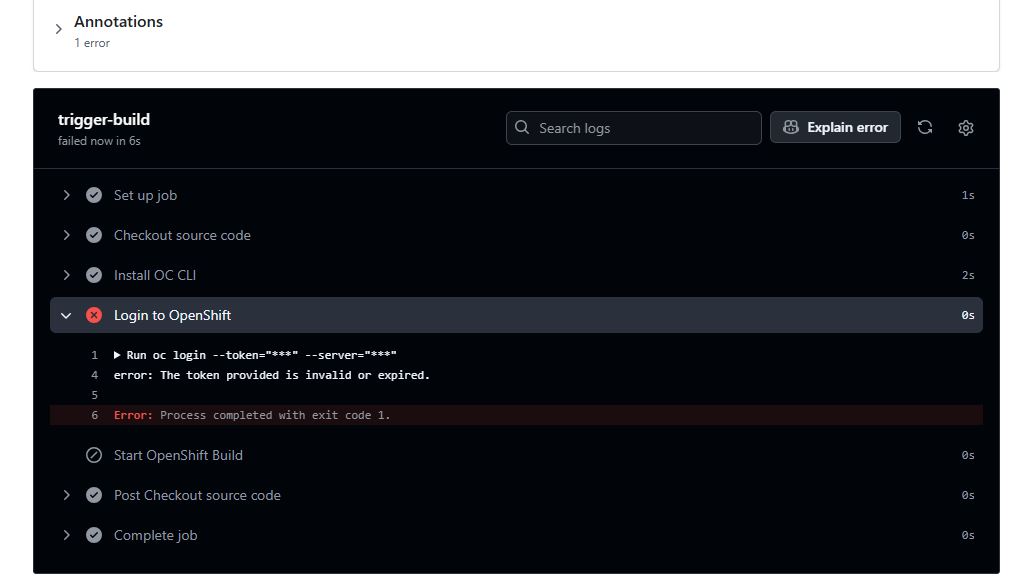 Annotations
1 error
trigger-build
failed now in 6s
Search logs
Explain error
Set up job 1s
Checkout source code 0s
Install OC CLI 2s
Login to OpenShift 0s
1 Run oc login --token="***" --server="***"
4 error: The token provided is invalid or expired.
5
6 Error: Process completed with exit code 1.
Start OpenShift Build 0s
Post Checkout source code 0s
Complete job 0s